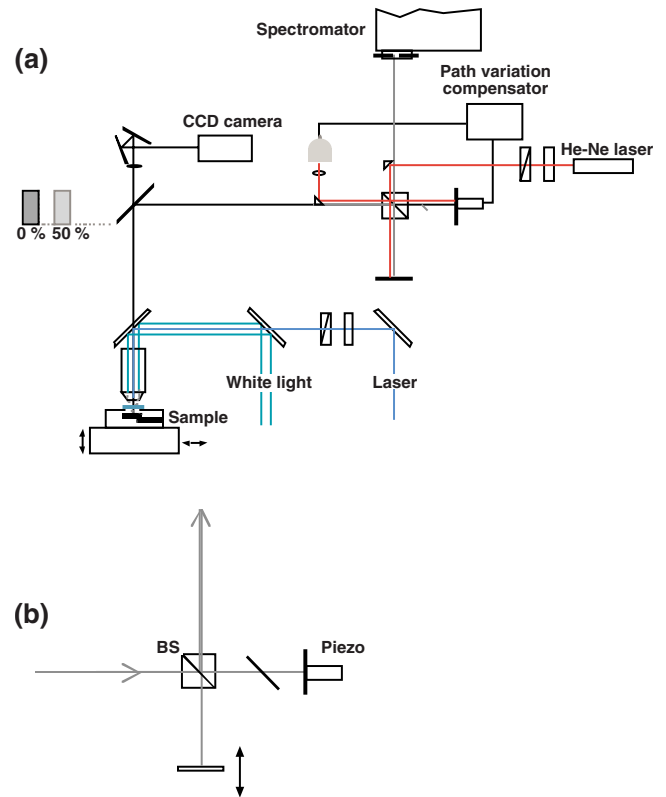 Spectromator
(a)
Path variation
compensator
CCD camera
He-Ne laser
0 % 50 %
White light
Laser
Sample
(b)
BS
Piezo